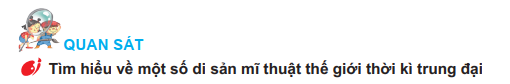 QUAN SÁT
Tìm hiểu về một số di sản mĩ thuật thế giới thời kì trung đại